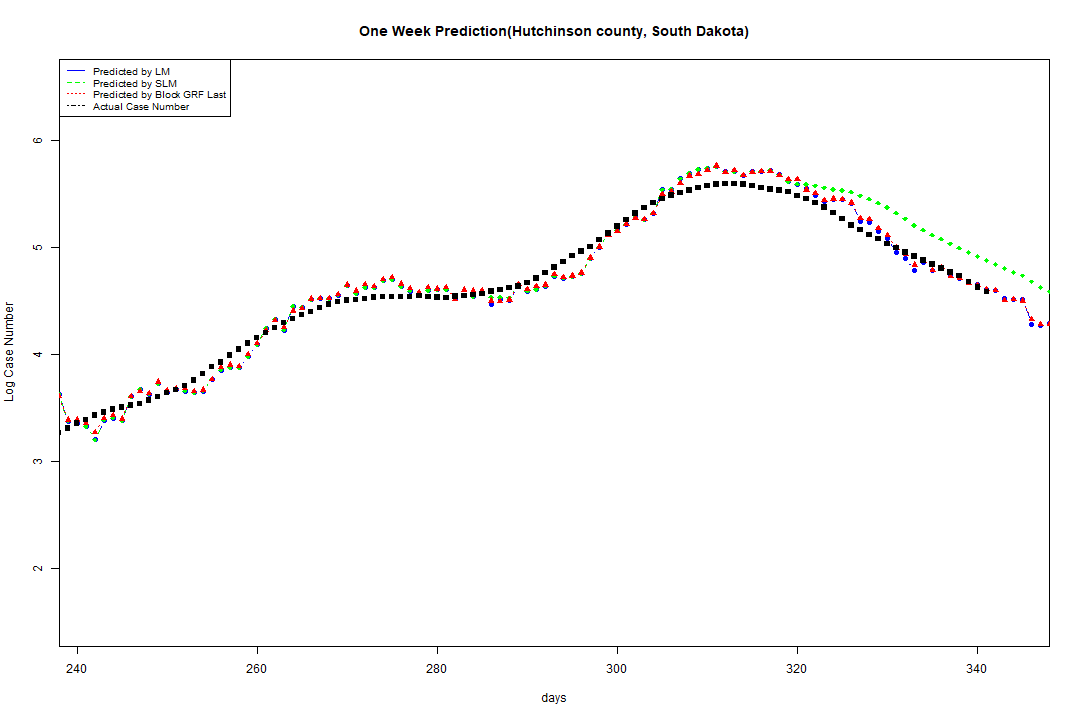 One Week Prediction(Hutchinson county, South Dakota)
Predicted by LM
Predicted by SLM
Predicted by Block GRF Last
Actual Case Number
6
5
4
3
2
Log Case Number
240 260 280 300 320 340
days